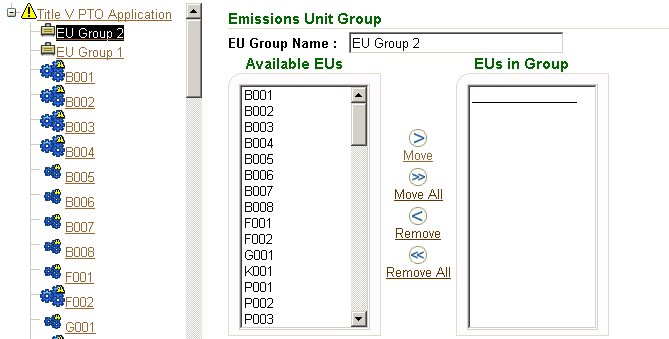 Title V PTO Application
EU Group 2
EU Group 1
B001
B002
B003
B004
B005
B006
B007
B008
F001
F002
G001
Emissions Unit Group
EU Group Name : EU Group 2
Available EUs
B001
B002
B003
B004
B005
B006
B007
B008
F001
F002
G001
K001
P001
P002
P003
Move
Move All
Remove
Remove All
EUs in Group